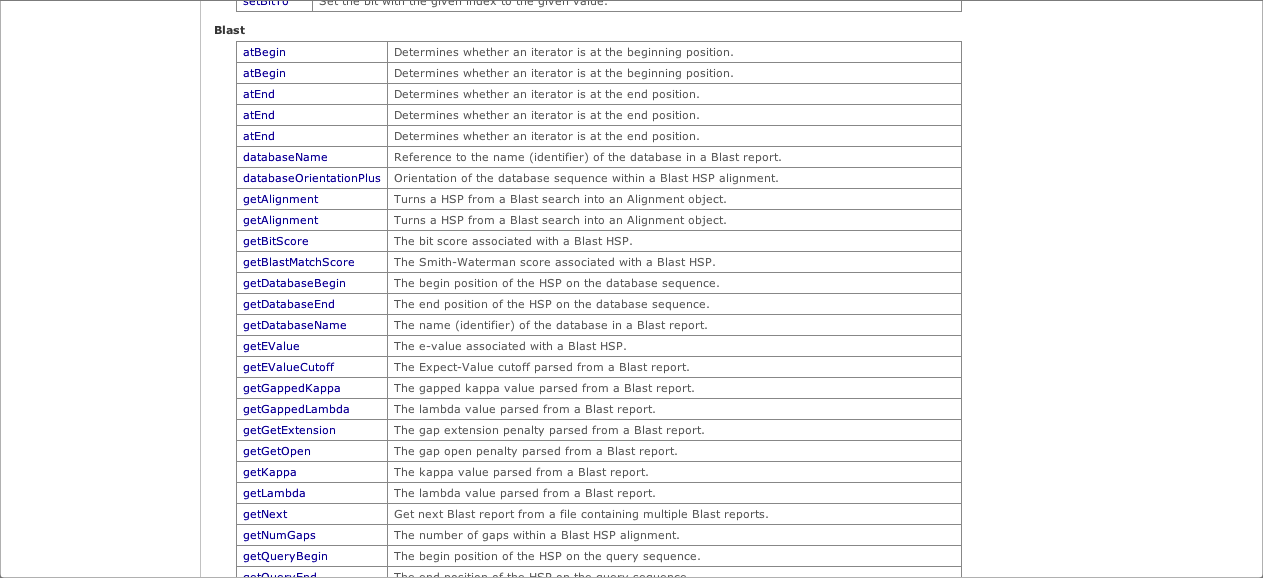 setBitTo Set the bit with the given index to the given value.
Blast
atBegin Determines whether an iterator is at the beginning position.
atBegin Determines whether an iterator is at the beginning position.
atEnd Determines whether an iterator is at the end position.
atEnd Determines whether an iterator is at the end position.
atEnd Determines whether an iterator is at the end position.
databaseName Reference to the name (identifier) of the database in a Blast report.
databaseOrientationPlus Orientation of the database sequence within a Blast HSP alignment.
getAlignment Turns a HSP from a Blast search into an Alignment object.
getAlignment Turns a HSP from a Blast search into an Alignment object.
getBitScore The bit score associated with a Blast HSP.
getBlastMatchScore The Smith-Waterman score associated with a Blast HSP.
getDatabaseBegin The begin position of the HSP on the database sequence.
getDatabaseEnd The end position of the HSP on the database sequence.
getDatabaseName The name (identifier) of the database in a Blast report.
getEValue The e-value associated with a Blast HSP.
getEValueCutoff The Expect-Value cutoff parsed from a Blast report.
getGappedKappa The gapped kappa value parsed from a Blast report.
getGappedLambda The lambda value parsed from a Blast report.
getGetExtension The gap extension penalty parsed from a Blast report.
getGetOpen The gap open penalty parsed from a Blast report.
getKappa The kappa value parsed from a Blast report.
getLambda The lambda value parsed from a Blast report.
getNext Get next Blast report from a file containing multiple Blast reports.
getNumGaps The number of gaps within a Blast HSP alignment.
getQueryBegin The begin position of the HSP on the query sequence.
getQueryEnd The end position of the HSP on the query sequence.